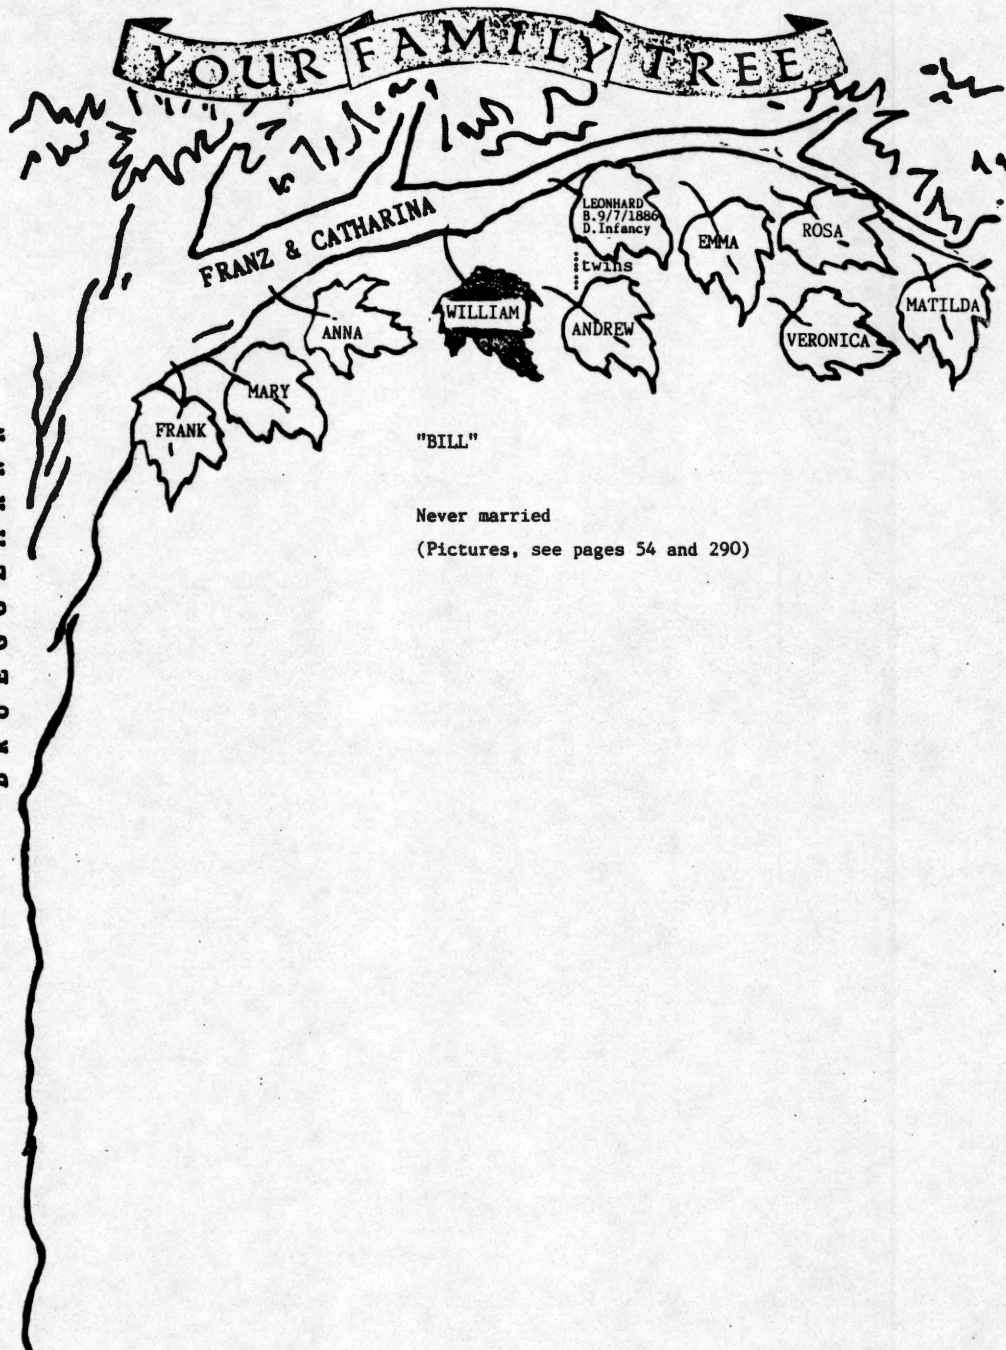 YOUR FAMILY TREE
FRANZ & CATHARINA
LEONHARD
B.9/7/1886
D.Infancy
twins
EMMA
ROSA
MATILDA
VERONICA
ANDREW
WILLIAM
ANNA
MARY
FRANK
"BILL"
Never married
(Pictures, see pages 54 and 290)